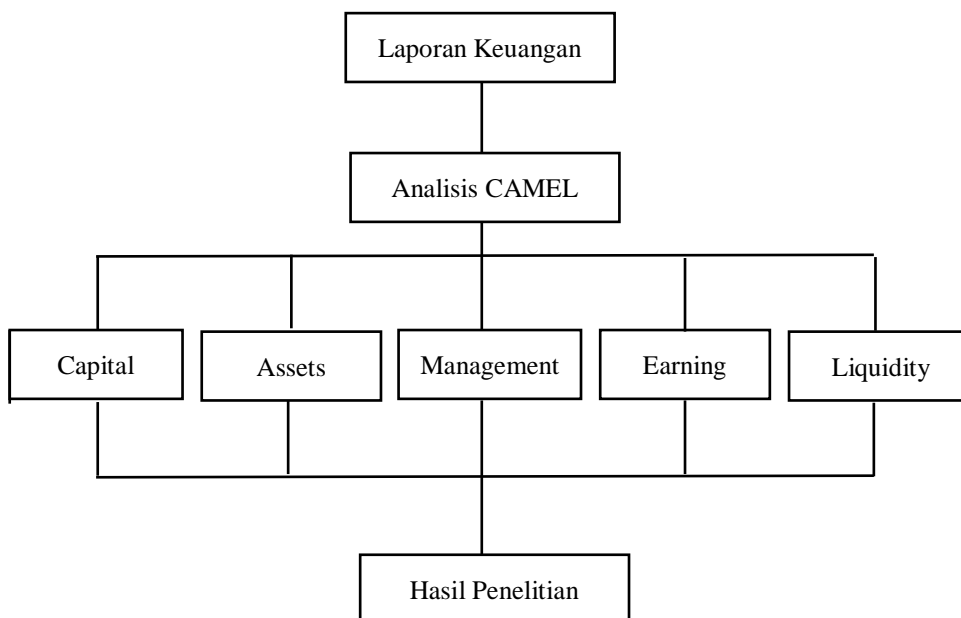 Laporan Keuangan
Analisis CAMEL
Capital
Assets
Management
Earning
Liquidity
Hasil Penelitian